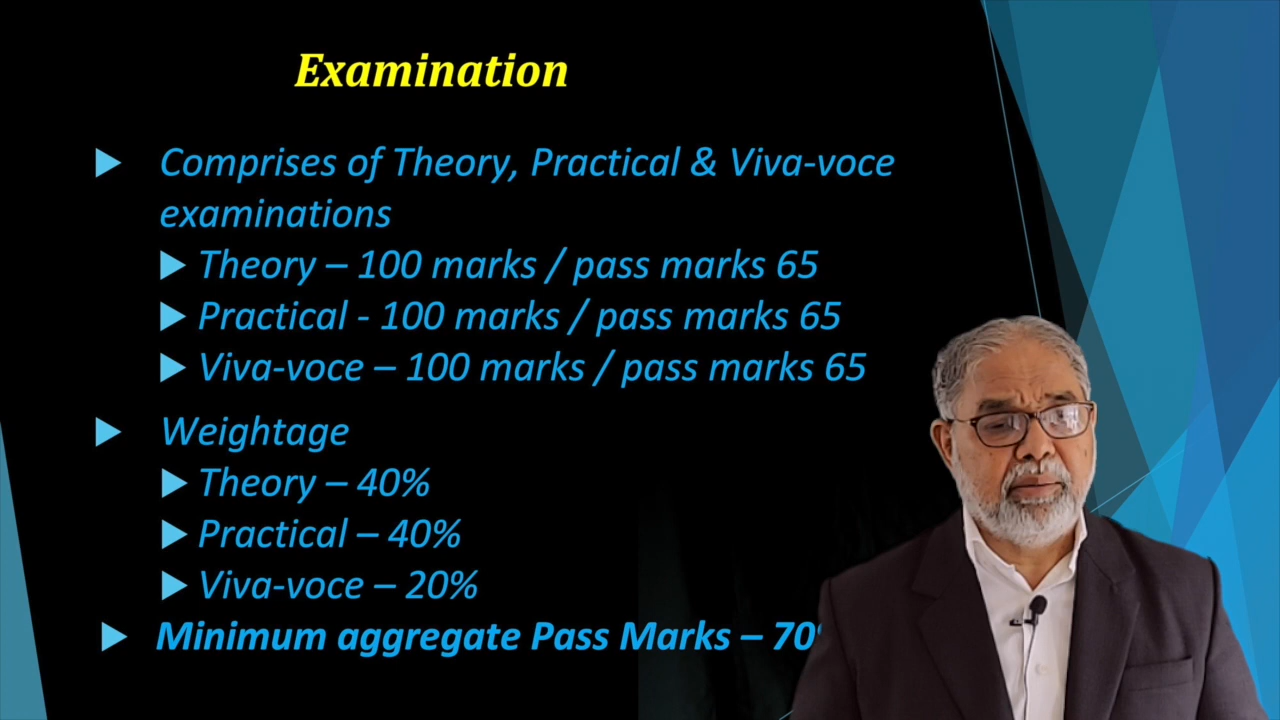 Examination
Comprises of Theory, Practical & Viva-voce
examinations
Theory – 100 marks / pass marks 65
Practical - 100 marks / pass marks 65
Viva-voce – 100 marks / pass marks 65
Weightage
Theory – 40%
Practical – 40%
Viva-voce – 20%
Minimum aggregate Pass Marks – 70